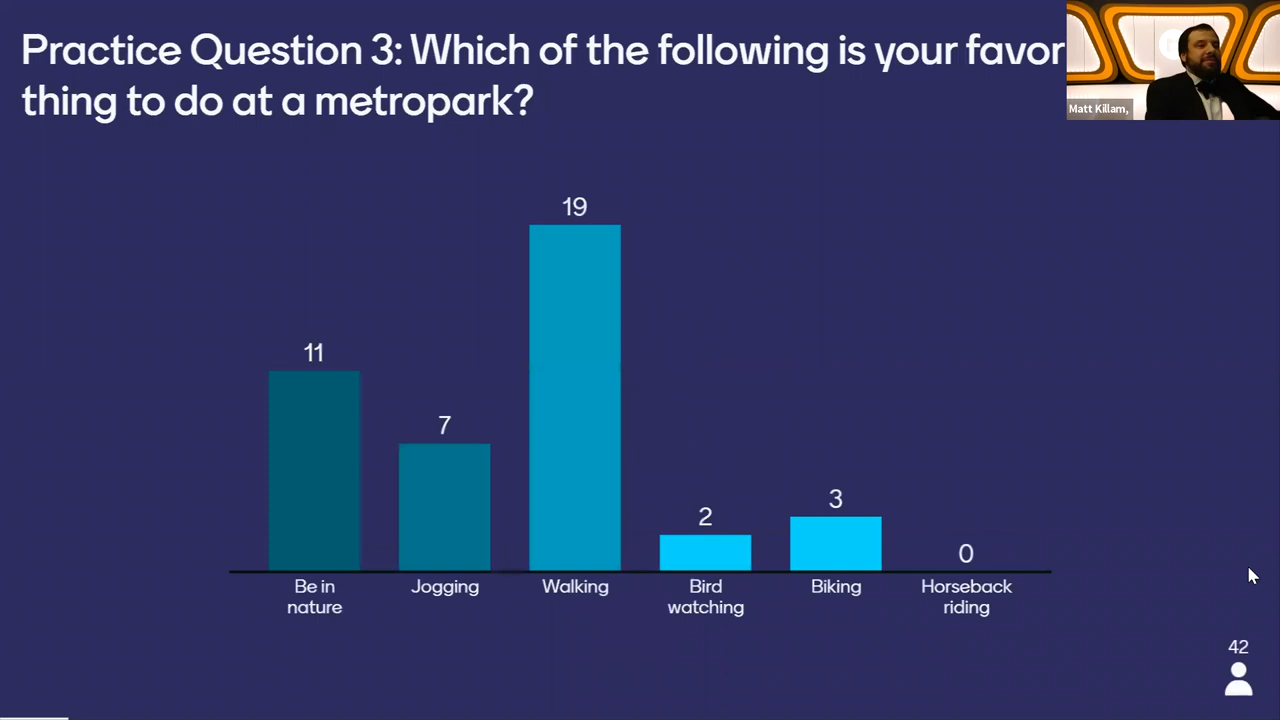 Practice Question 3: Which of the following is your favor
thing to do at a metropark?
Matt Killam,
19
11
7
3
2
0
Be in
nature
Jogging
Walking
Bird
watching
Biking
Horseback
riding
42